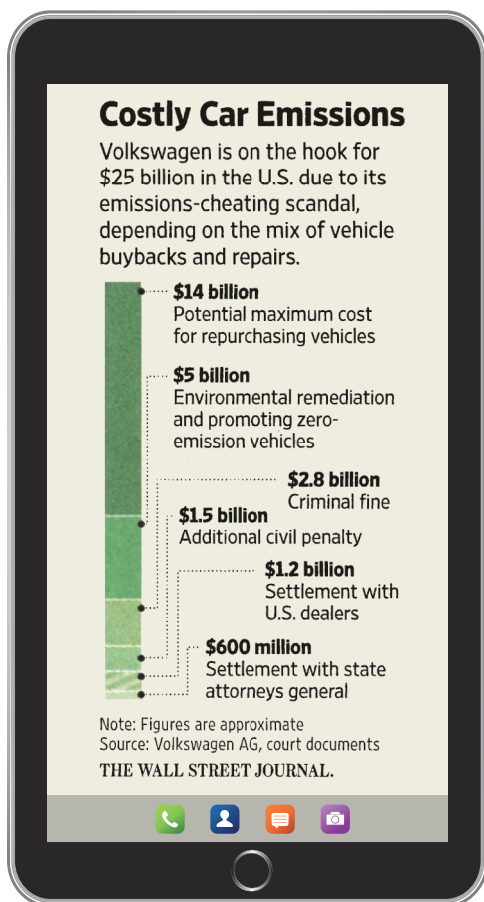 Costly Car Emissions
Volkswagen is on the hook for
$25 billion in the U.S. due to its
emissions-cheating scandal,
depending on the mix of vehicle
buybacks and repairs.
$14 billion
Potential maximum cost
for repurchasing vehicles
$5 billion
Environmental remediation
and promoting zero-
emission vehicles
$2.8 billion
Criminal fine
$1.5 billion
Additional civil penalty
$1.2 billion
Settlement with
U.S. dealers
$600 million
Settlement with state
attorneys general
Note: Figures are approximate
Source: Volkswagen AG, court documents
THE WALL STREET JOURNAL.